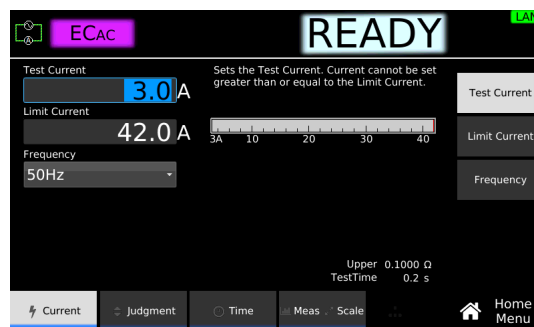 ECAC
READY
LAN
Test Current
3.0 A
Limit Current
42.0 A
Frequency
50Hz
Sets the Test Current. Current cannot be set
greater than or equal to the Limit Current.
3A 10 20 30 40
Upper 0.1000 Ω
TestTime 0.2 s
Test Current
Limit Current
Frequency
Current
Judgment
Time
Meas
Scale
Home
Menu